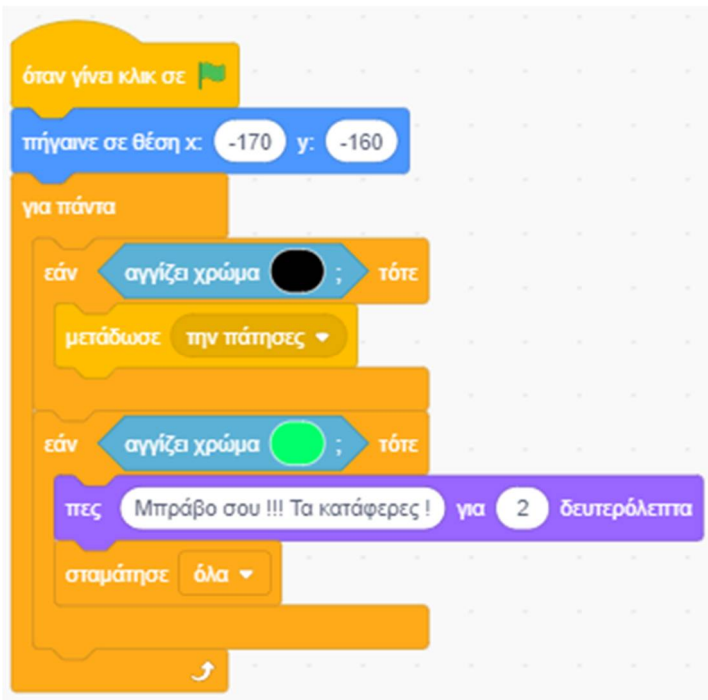 όταν γίνει κλικ σε
πήγαινε σε θέση x: -170 y: -160
για πάντα
εάν αγγίζει χρώμα ; τότε
μετάδωσε την πάτησες
εάν αγγίζει χρώμα ; τότε
πες Μπράβο σου !!! Τα κατάφερες ! για 2 δευτερόλεπτα
σταμάτησε όλα